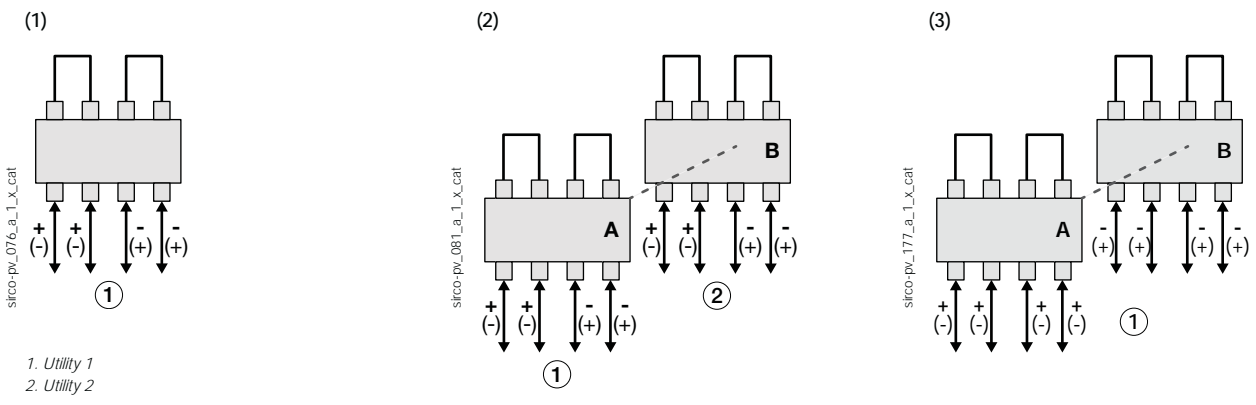 (1)
sirco-pv_076_a_1_x_cat
+ + - -
(-) (-) (+) (+)
1
1. Utility 1
2. Utility 2
(2)
sirco-pv_081_a_1_x_cat
B
A
+ + - -
(-) (-) (+) (+)
2
+ + - -
(-) (-) (+) (+)
1
(3)
sirco-pv_177_a_1_x_cat
B
A
- - - -
(+) (+) (+) (+)
+ + + +
(-) (-) (-) (-)
1